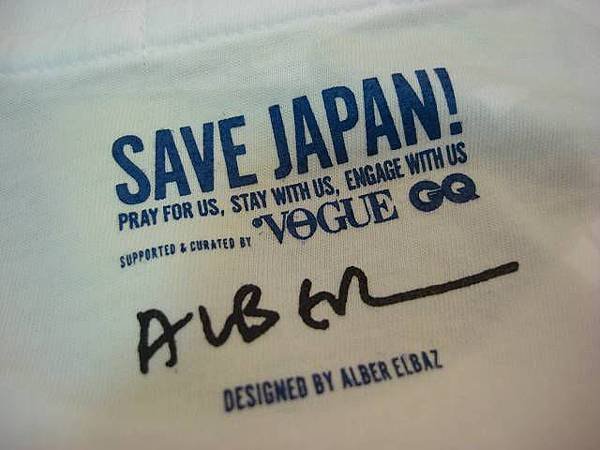 SAVE JAPAN!
PRAY FOR US, STAY WITH US, ENGAGE WITH US
SUPPORTED & CURATED BY VOGUE GQ
ALBER
DESIGNED BY ALBER ELBAZ